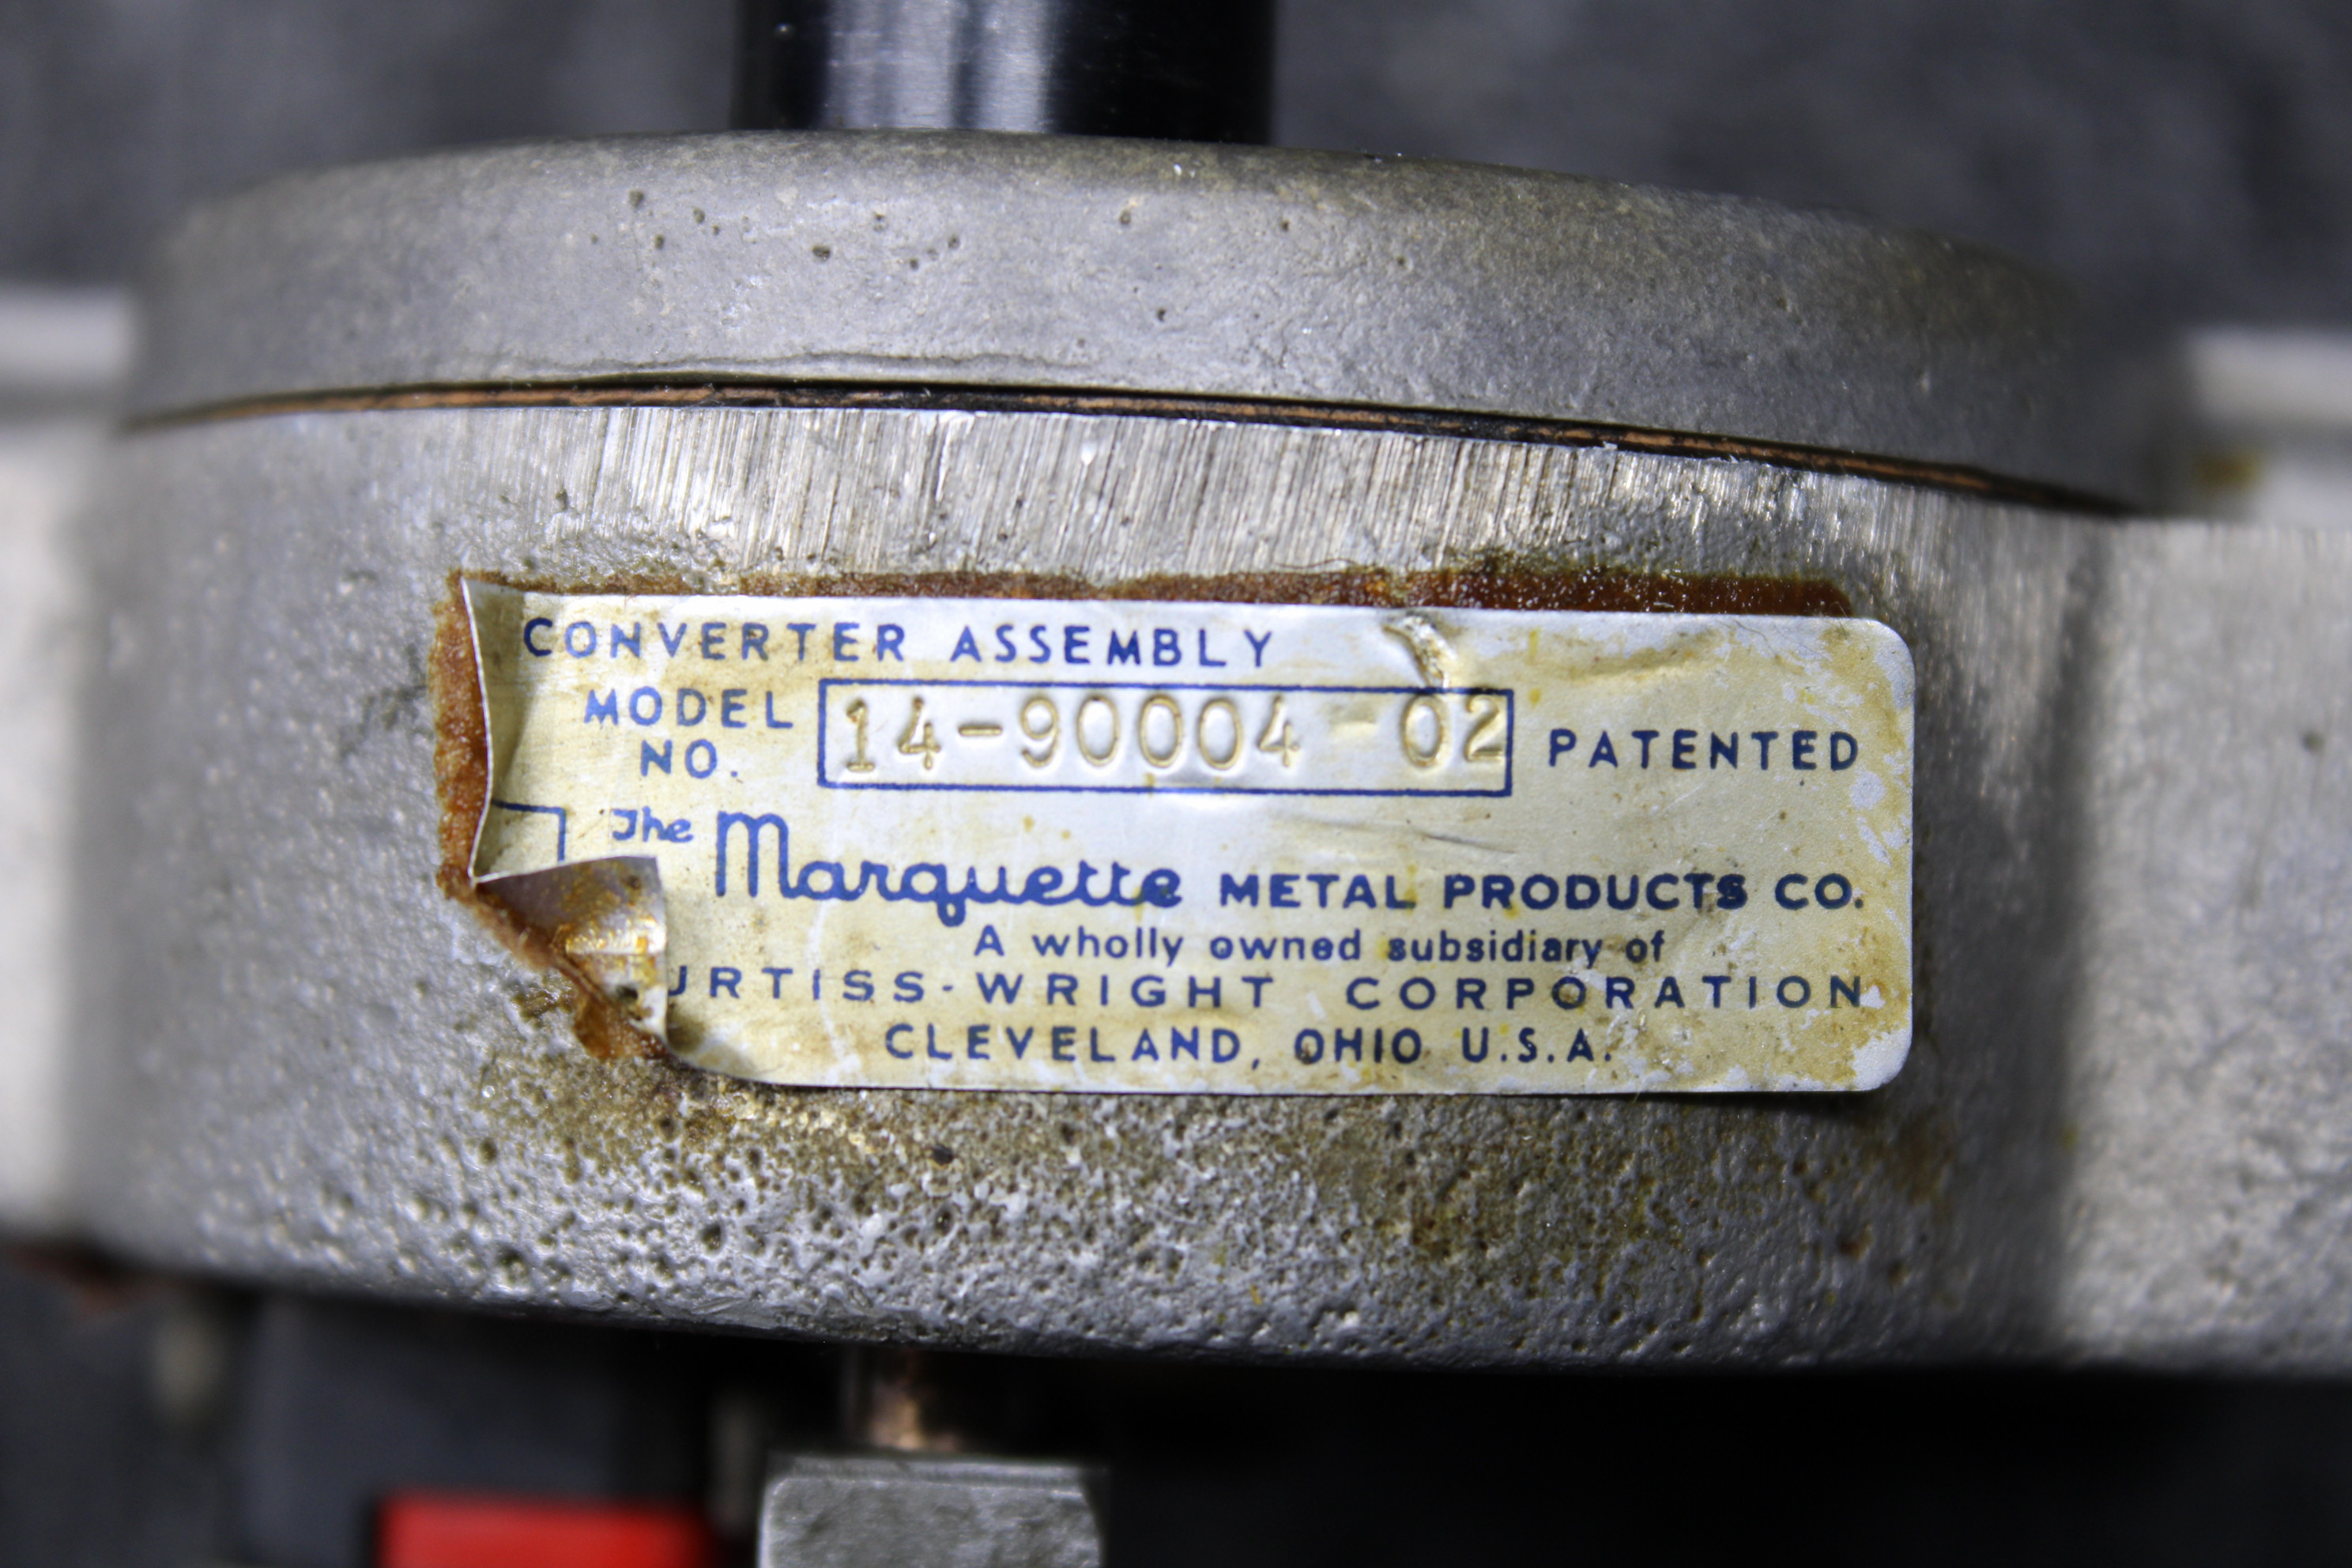 CONVERTER ASSEMBLY
MODEL NO. 14-90004-02 PATENTED
The Marquette METAL PRODUCTS CO.
A wholly owned subsidiary of
URTISS-WRIGHT CORPORATION
CLEVELAND, OHIO U.S.A.